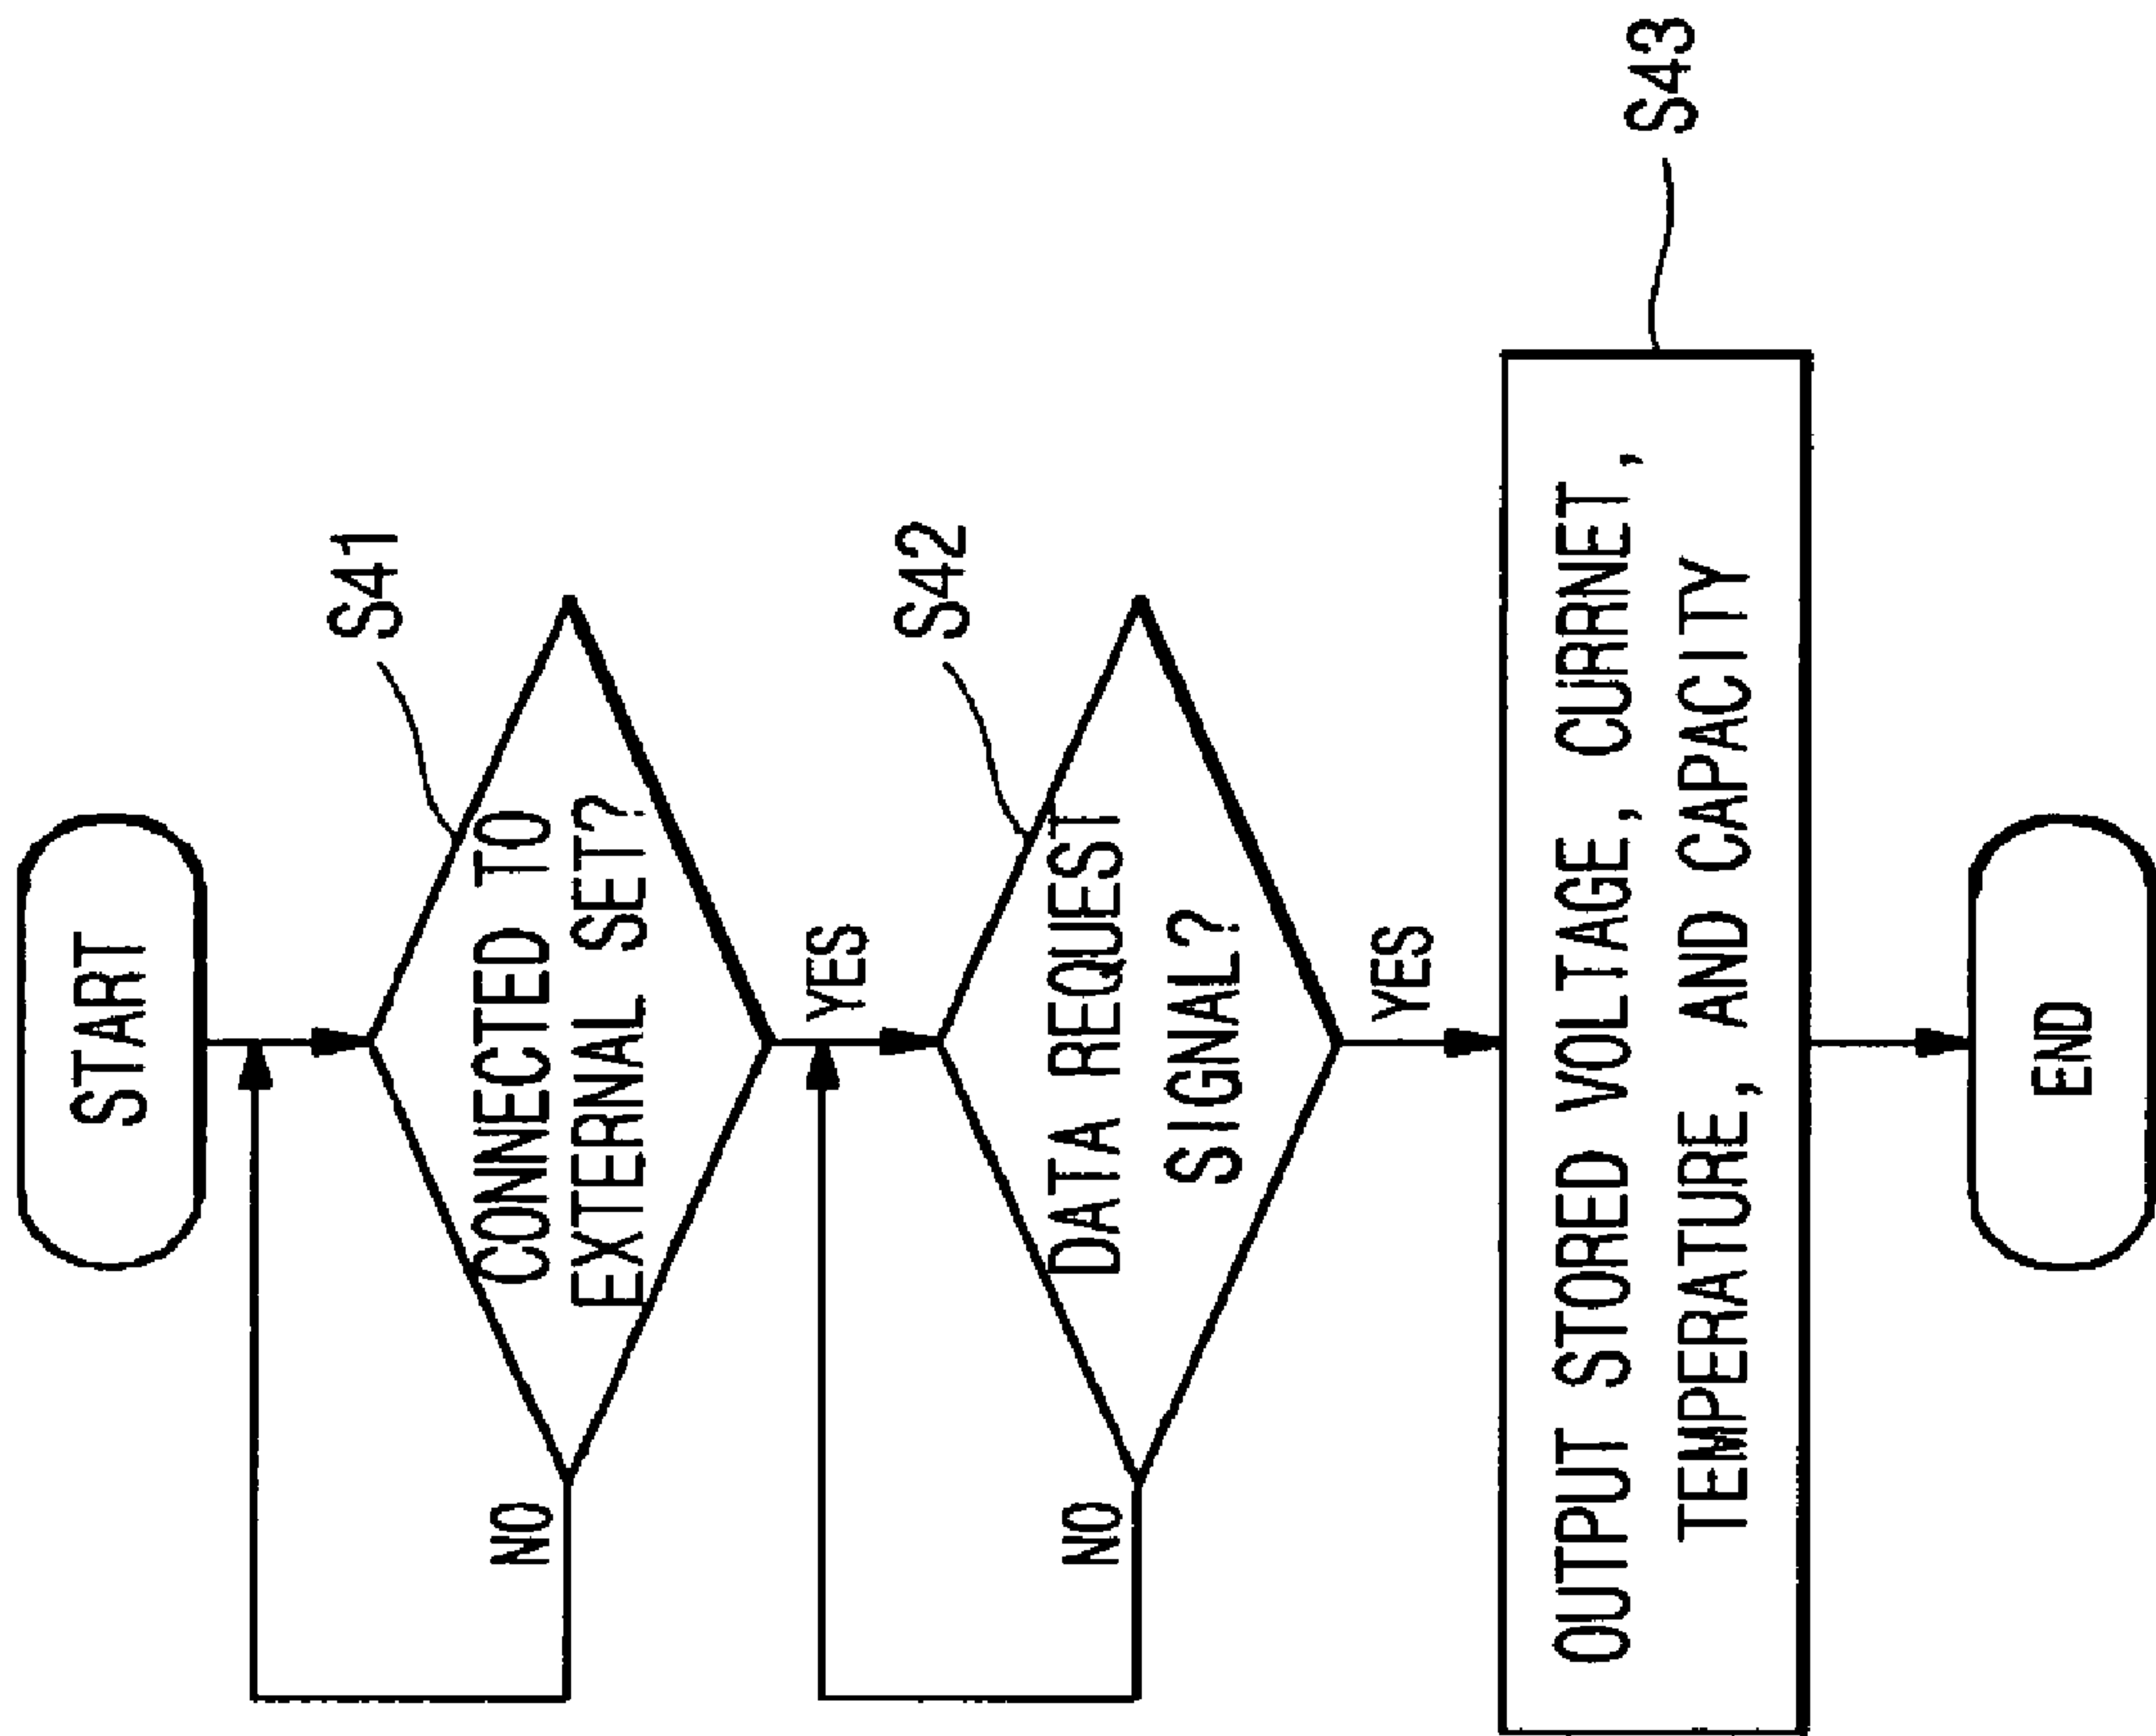 START
S41
CONNECTED TO
EXTERNAL SET?
NO
YES
S42
DATA REQUEST
SIGNAL?
NO
YES
S43
OUTPUT STORED VOLTAGE, CURRNET,
TEMPERATURE, AND CAPACITY
END